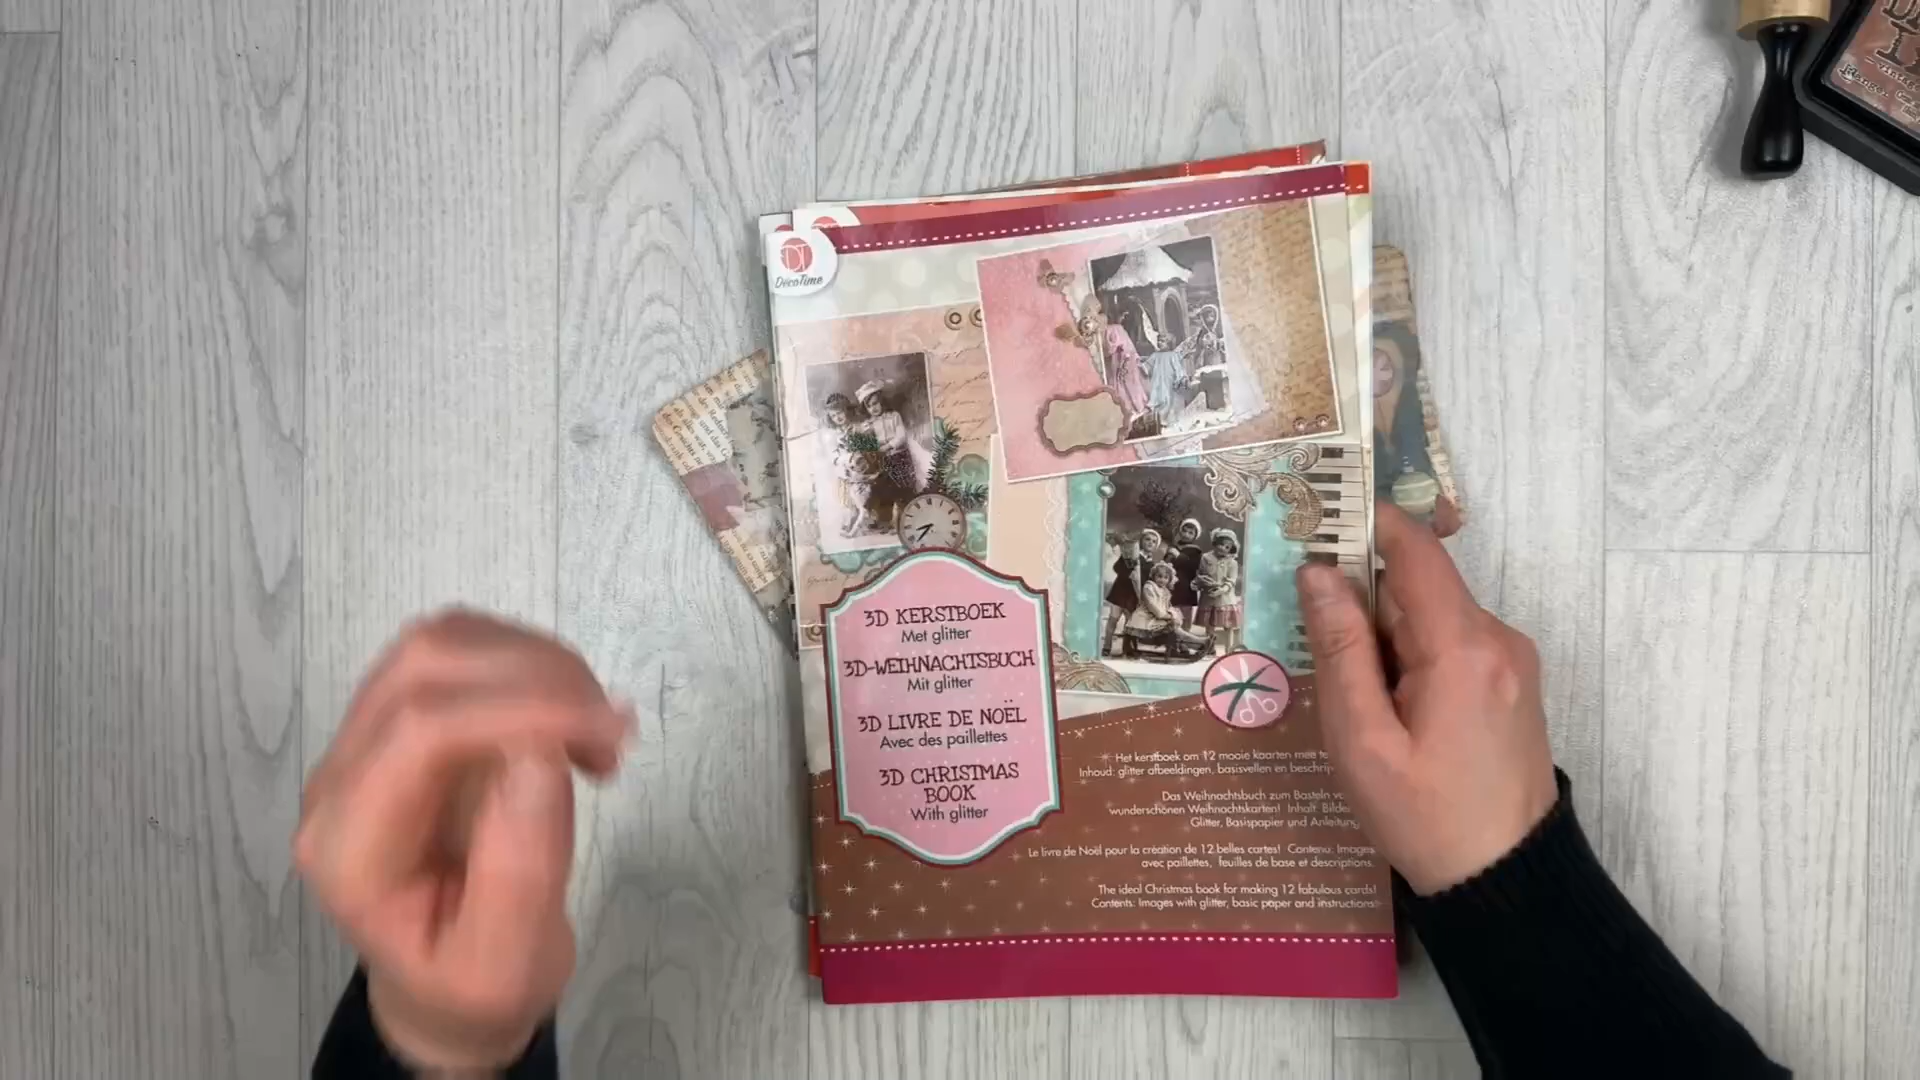 DT
DecoTime
3D KERSTBOEK
Met glitter
3D-WEIHNACHTSBUCH
Mit glitter
3D LIVRE DE NOËL
Avec des paillettes
3D CHRISTMAS
BOOK
With glitter
Het kerstboek om 12 mooie kaarten mee
Inhoud: glitter afbeeldingen, basisvellen en
Das Weihnachtsbuch zum Basteln
wunderschönen Weihnachtskarten! Inhalt: Bilder
Glitter, Basispapier und Anleitung
Le livre de Noël pour la création de 12 belles cartes! Contenu: Images
avec paillettes, feuilles de base et descriptions.
The ideal Christmas book for making 12 fabulous cards!
Contents: Images with glitter, basic paper and instructions